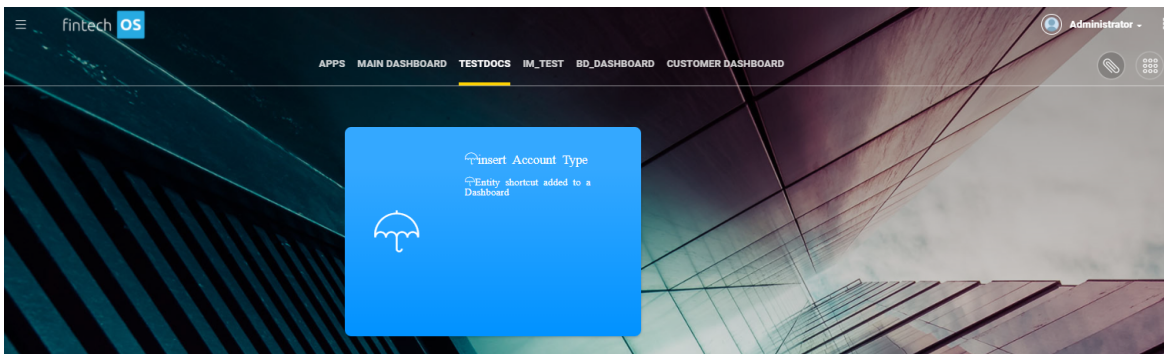 fintech OS
Administrator
APPS MAIN DASHBOARD TESTDOCS IM_TEST BD_DASHBOARD CUSTOMER DASHBOARD
insert Account Type
Entity shortcut added to a
Dashboard